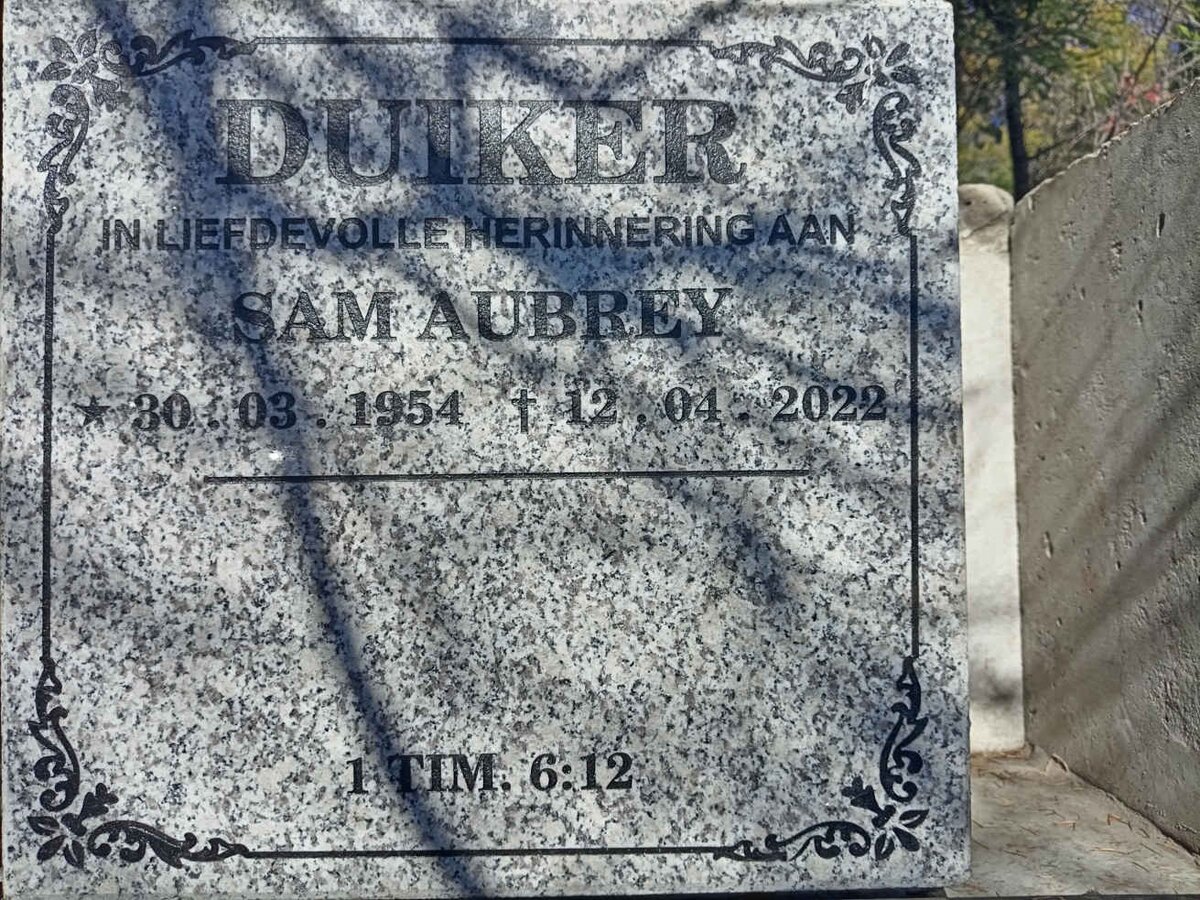 DUIKER
IN LIEFDEVOLLE HERINNERING AAN
SAM AUBREY
★ 30 . 03 . 1954 † 12 . 04 . 2022
1 TIM. 6:12